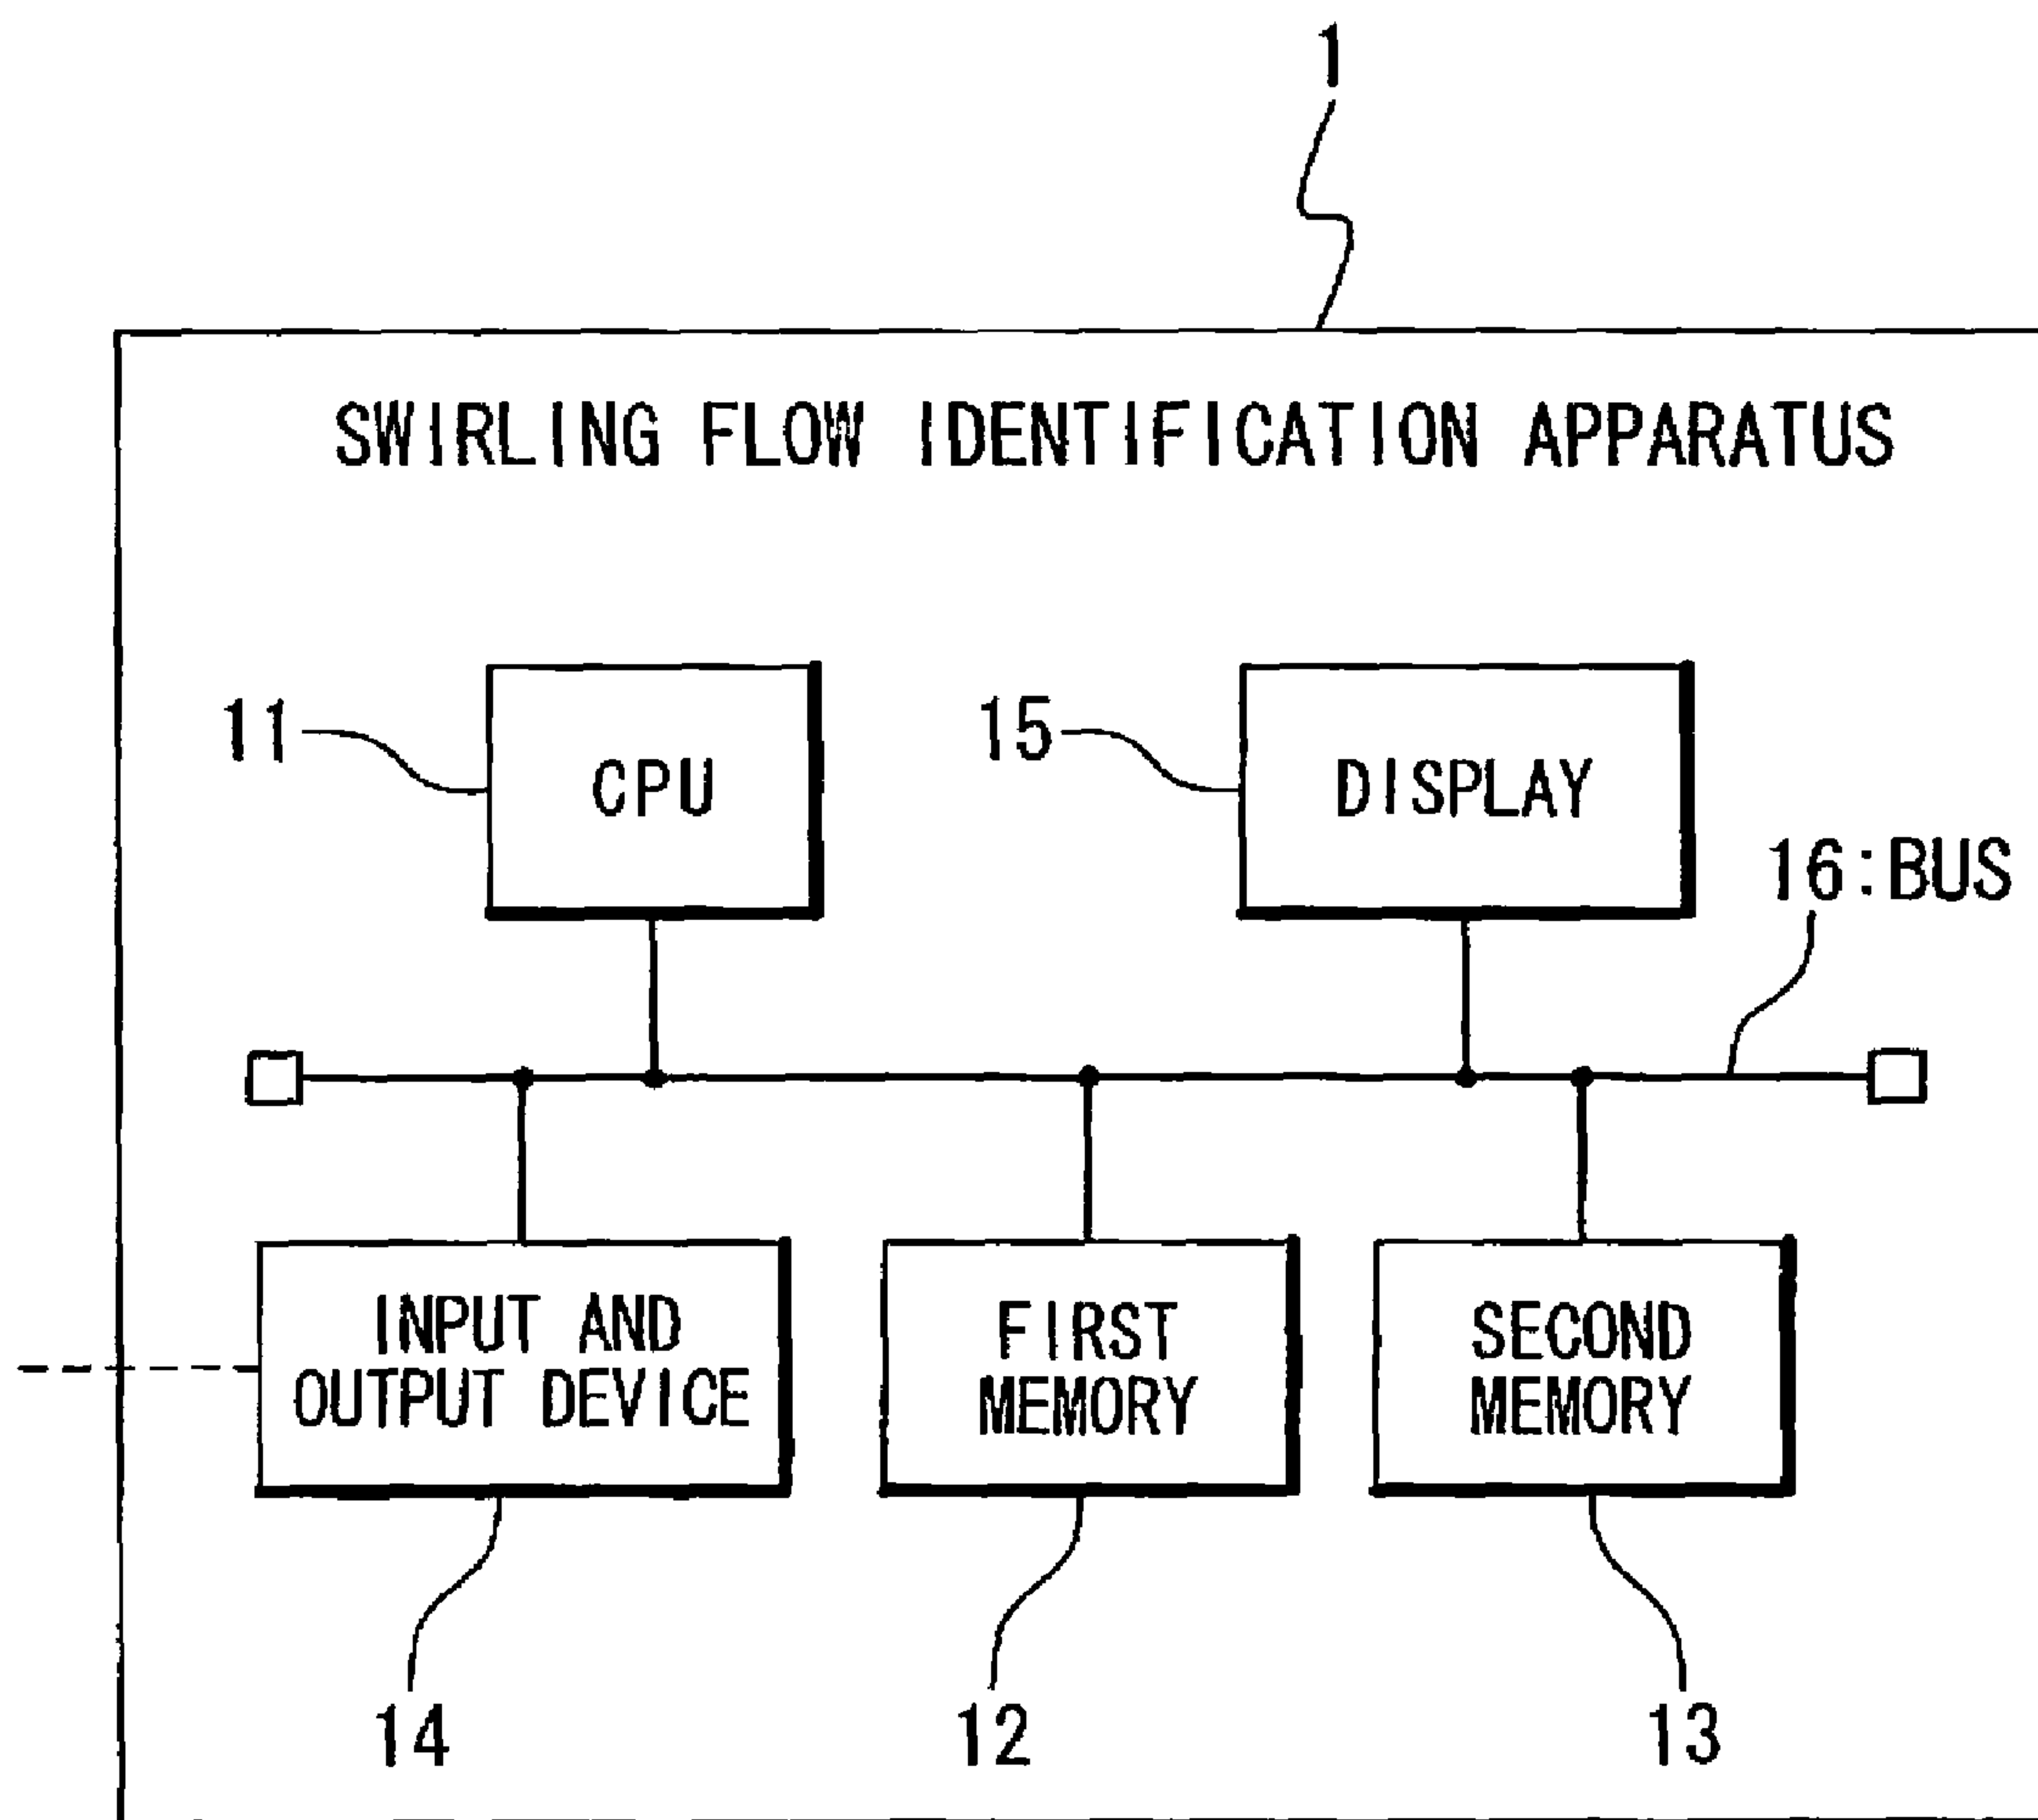 1
SWIRLING FLOW IDENTIFICATION APPARATUS
11
CPU
15
DISPLAY
16:BUS
INPUT AND
OUTPUT DEVICE
FIRST
MEMORY
SECOND
MEMORY
14
12
13